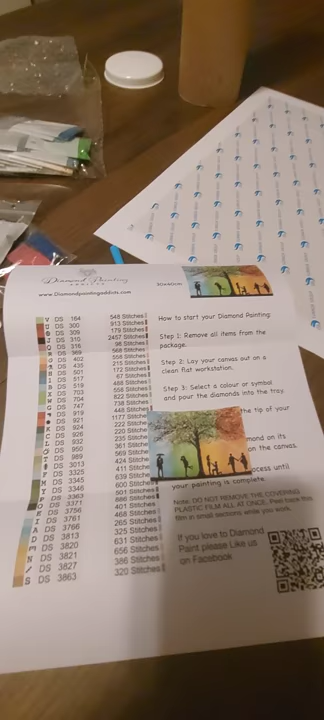 Diamond Painting
ADDICTS
www.Diamondpaintingaddicts.com
30x40cm
V DS 164 548 Stitches
U DS 300 913 Stitches
DS 309 179 Stitches
J DS 310 2457 Stitches
Q DS 316 98 Stitches
R DS 369 568 Stitches
DS 402 558 Stitches
DS 435 215 Stitches
H DS 501 172 Stitches
1 DS 517 67 Stitches
DS 519 488 Stitches
X DS 703 558 Stitches
W DS 704 822 Stitches
G DS 747 738 Stitches
DS 919 448 Stitches
DS 921 1177 Stitches
K DS 924 222 Stitches
C DS 926 220 Stitches
L DS 932 235 Stitches
DS 950 361 Stitches
T DS 989 569 Stitches
DS 3013 424 Stitches
DS 3325 411 Stitches
M DS 3345 639 Stitches
Y DS 3346 600 Stitches
P DS 3363 501 Stitches
O DS 3371 886 Stitches
K DS 3756 401 Stitches
I DS 3761 468 Stitches
A DS 3766 265 Stitches
D DS 3813 325 Stitches
DS 3820 631 Stitches
N DS 3821 656 Stitches
/ DS 3827 386 Stitches
S DS 3863 320 Stitches
How to start your Diamond Painting:
Step 1: Remove all items from the
package.
Step 2: Lay your canvas out on a
clean flat workstation.
Step 3: Select a colour or symbol
and pour the diamonds into the tray
the tip of your
mond on its
ocess until
your painting is complete.
Note: DO NOT REMOVE THE COVERING
PLASTIC FILM ALL AT ONCE. Peel back the
film in small sections while you work.
If you love to Diamond
Paint please Like us
on Facebook